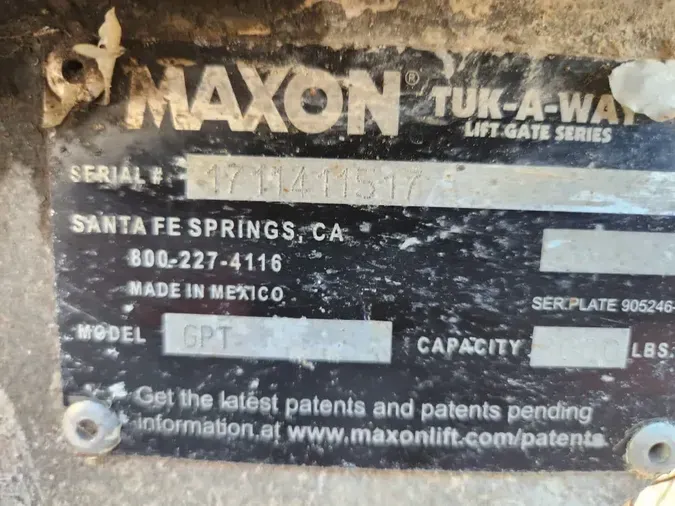 MAXON® TUK-A-WAY
LIFT GATE SERIES
SERIAL # 1711411517
SANTA FE SPRINGS, CA
800-227-4116
MADE IN MEXICO
SER.PLATE 905246-
MODEL GPT CAPACITY LBS.
Get the latest patents and patents pending
information at www.maxonlift.com/patents